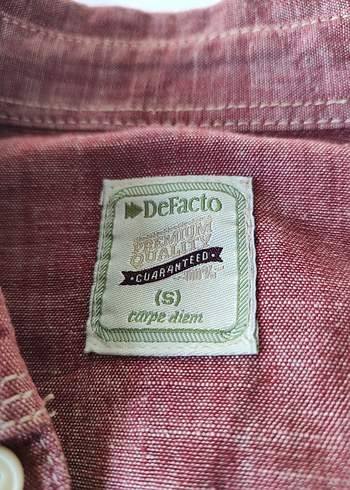 DeFacto
PREMIUM
QUALITY
GUARANTEED
100%
(S)
carpe diem